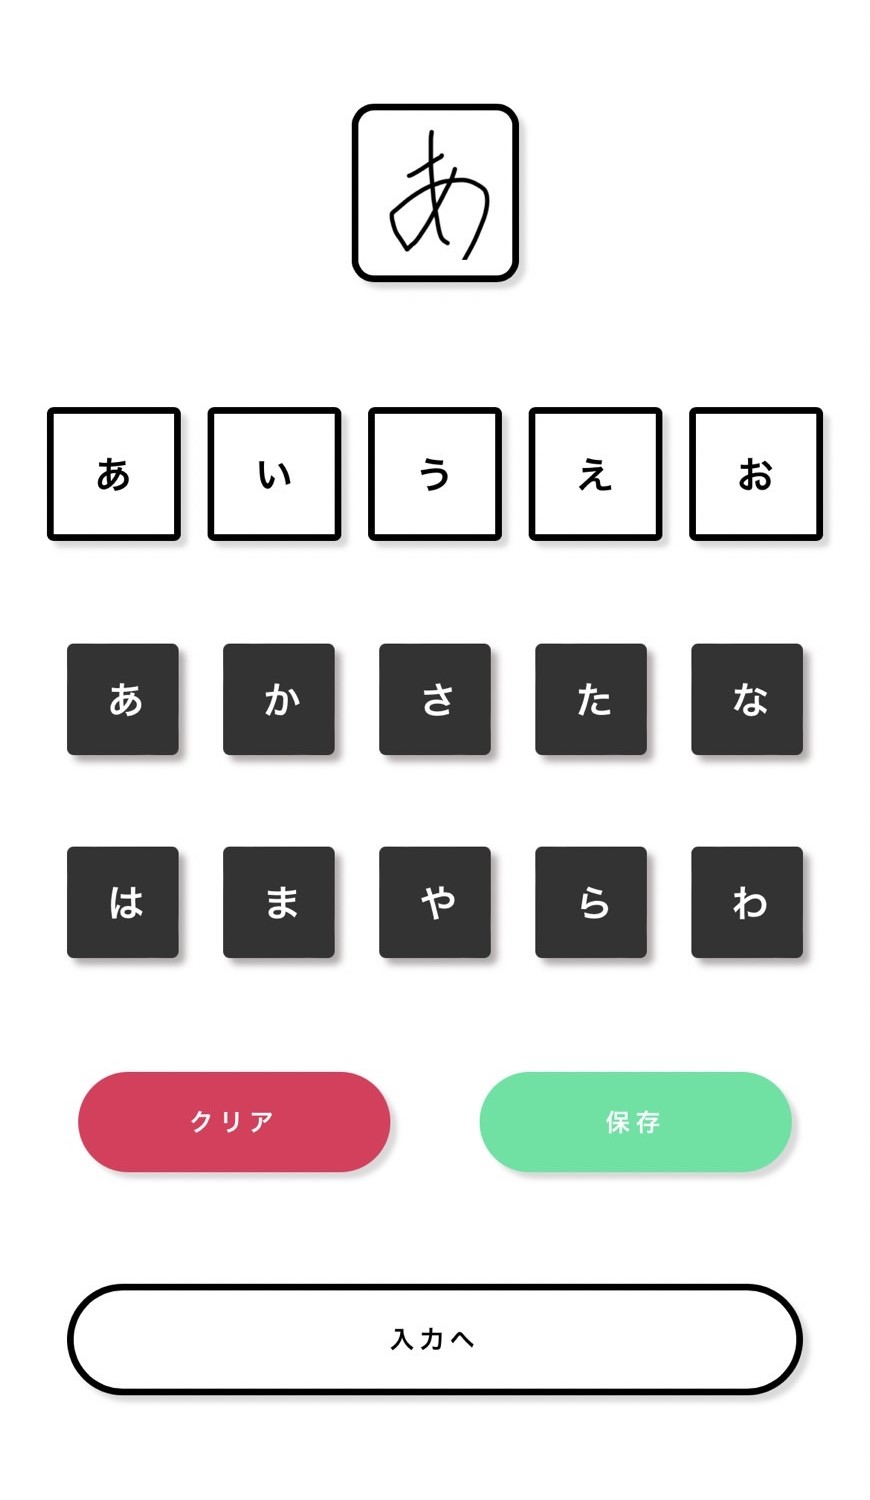 あ
あ い う え お
あ か さ た な
は ま や ら わ
クリア 保存
入力へ